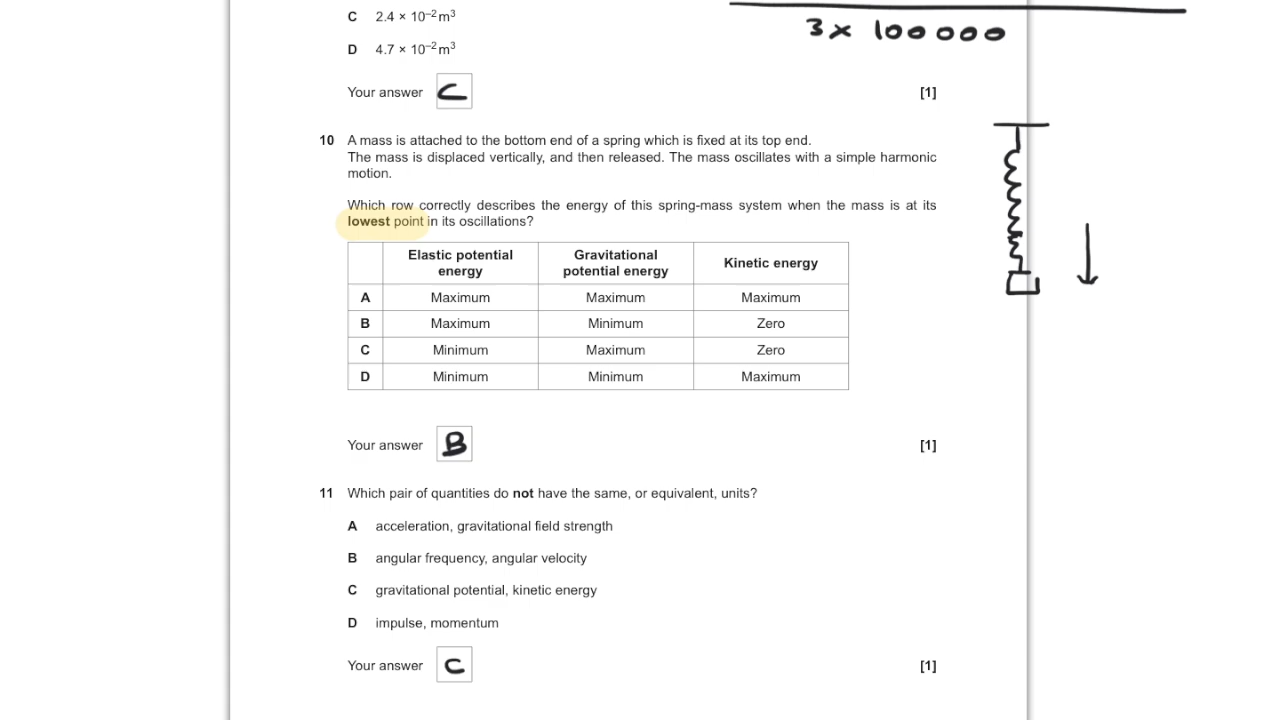 C 2.4 × 10⁻² m³
3 x 100000
D 4.7 × 10⁻² m³
Your answer C [1]
10 A mass is attached to the bottom end of a spring which is fixed at its top end.
The mass is displaced vertically, and then released. The mass oscillates with a simple harmonic
motion.
Which row correctly describes the energy of this spring-mass system when the mass is at its
lowest point in its oscillations?
Elastic potential energy Gravitational potential energy Kinetic energy
A Maximum Maximum Maximum
B Maximum Minimum Zero
C Minimum Maximum Zero
D Minimum Minimum Maximum
Your answer B [1]
11 Which pair of quantities do not have the same, or equivalent, units?
A acceleration, gravitational field strength
B angular frequency, angular velocity
C gravitational potential, kinetic energy
D impulse, momentum
Your answer C [1]